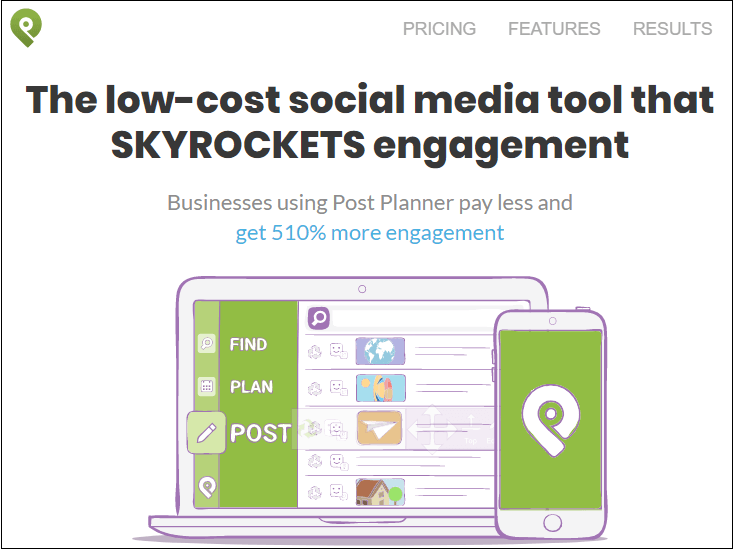 PRICING FEATURES RESULTS
The low-cost social media tool that
SKYROCKETS engagement
Businesses using Post Planner pay less and
get 510% more engagement
FIND
PLAN
POST